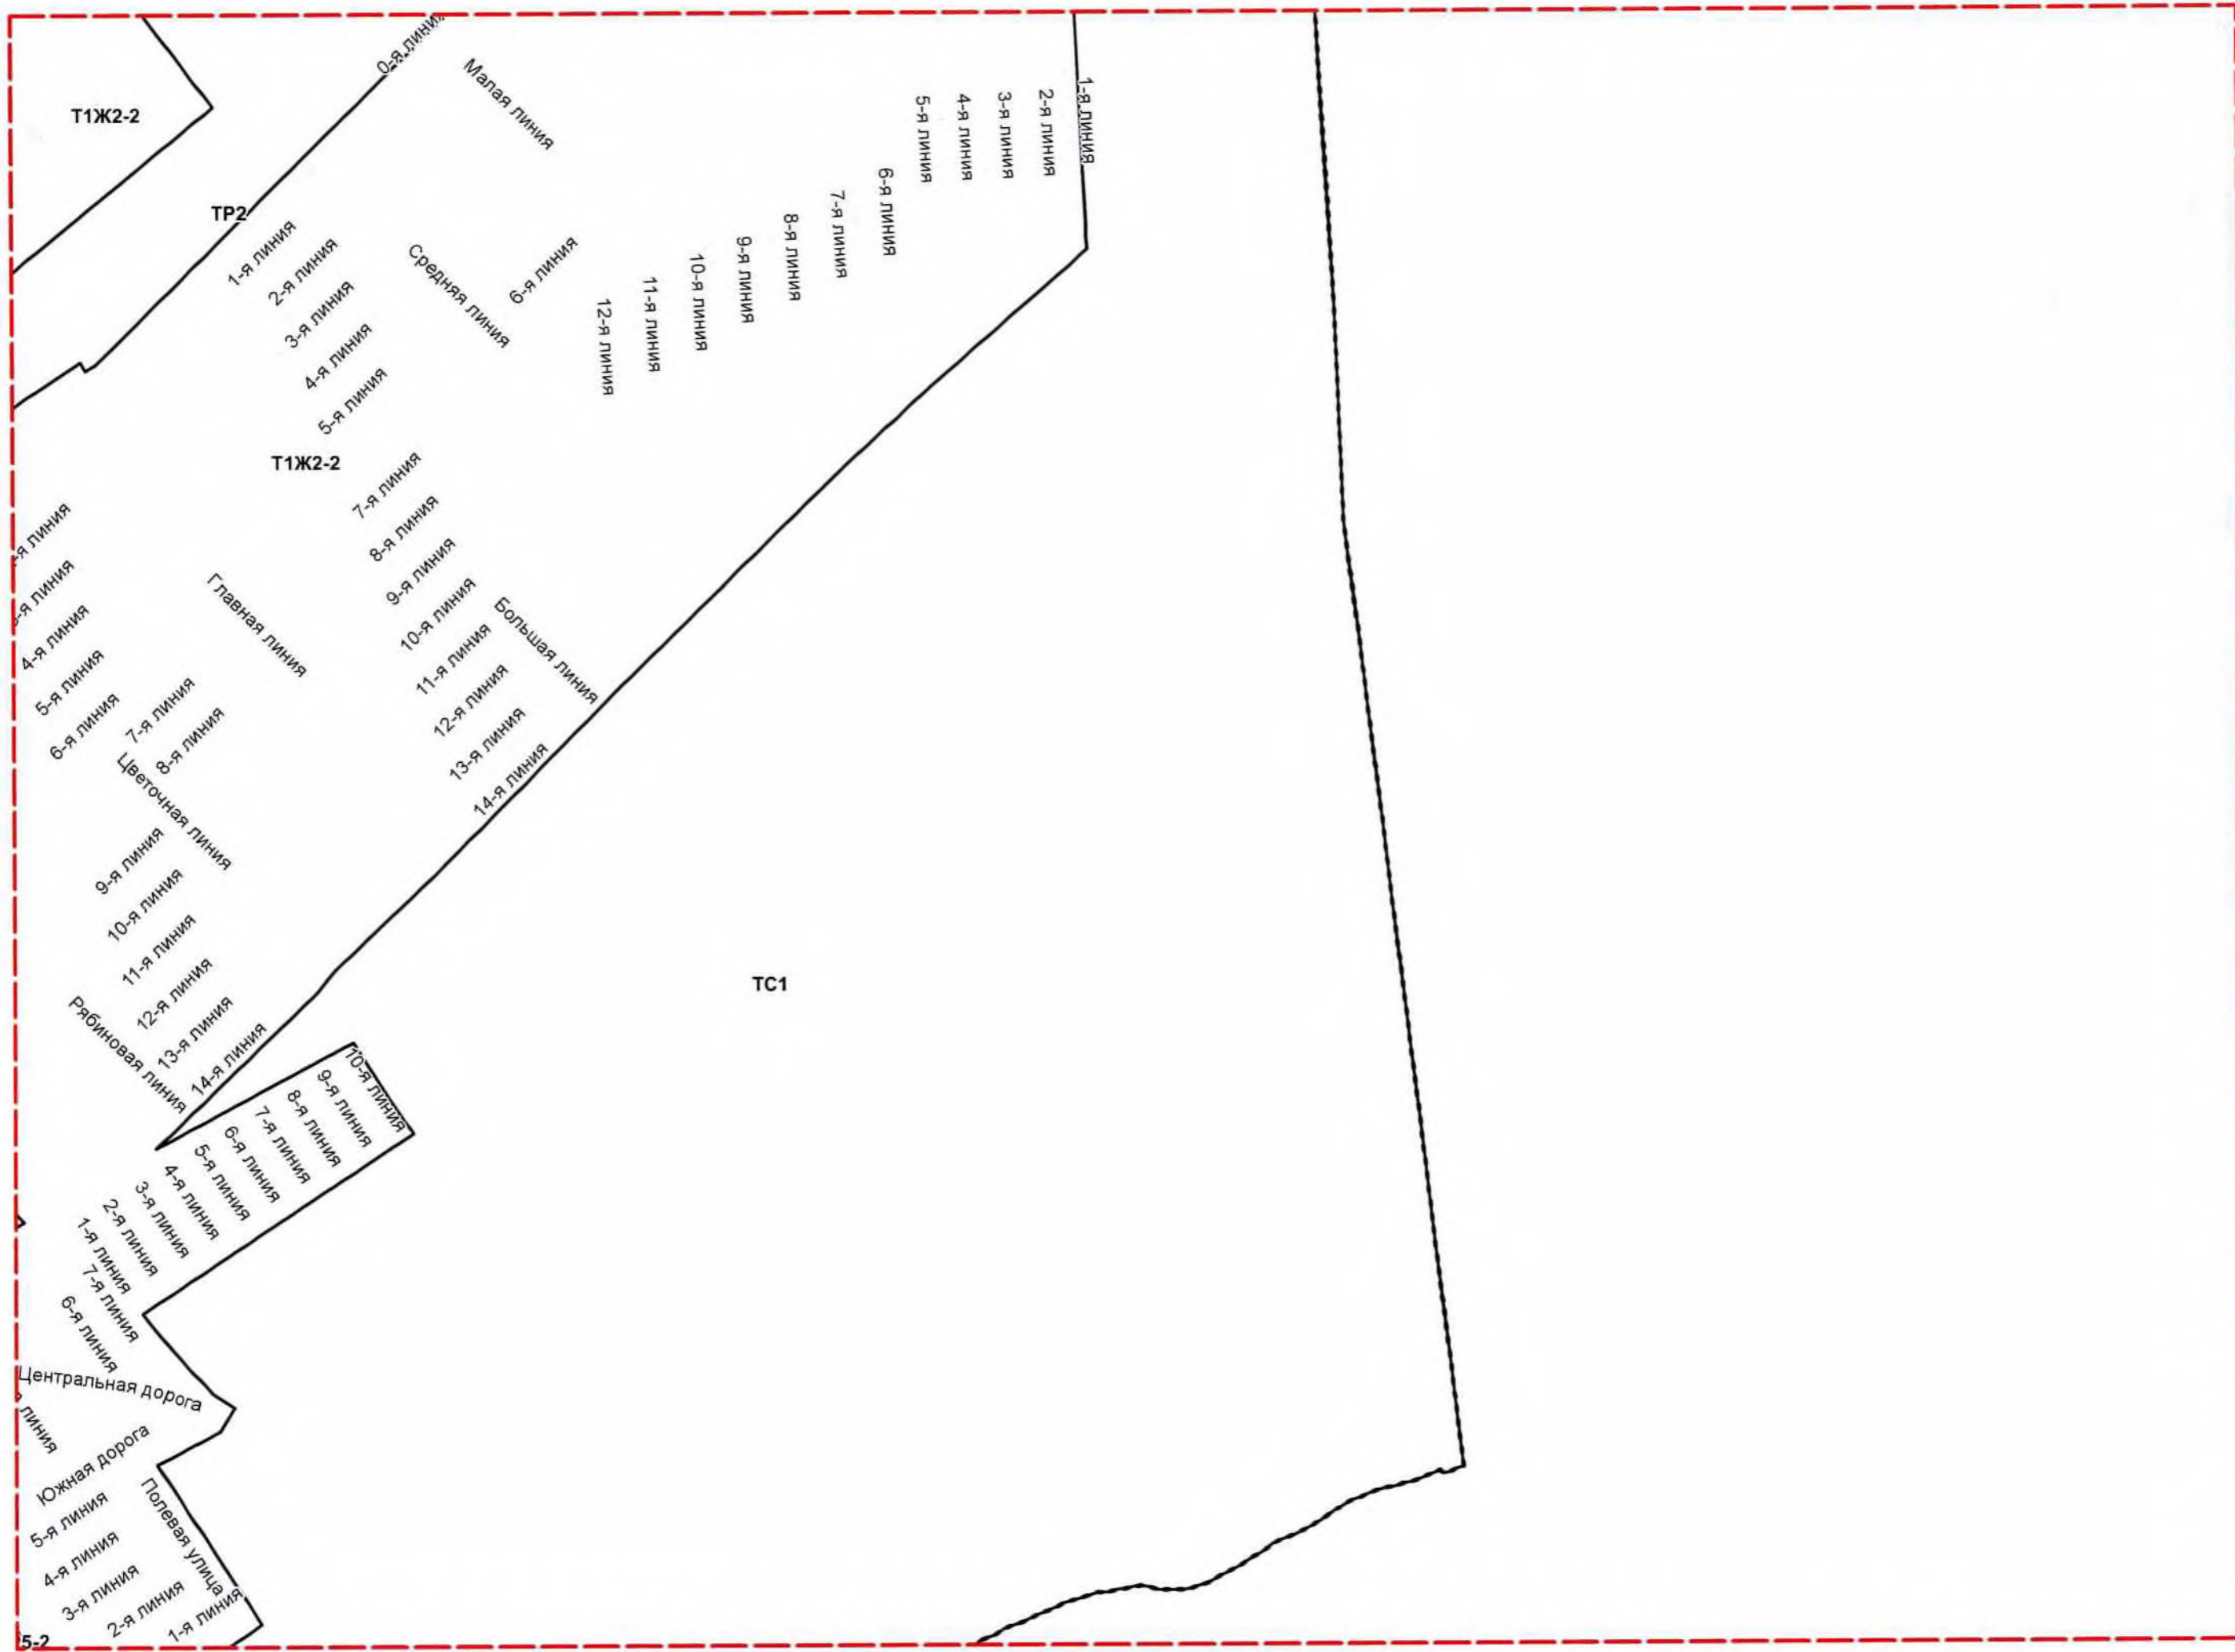 0-я линия
Малая линия
Т1Ж2-2
1-я линия
2-я линия
3-я линия
4-я линия
5-я линия
6-я линия
7-я линия
8-я линия
9-я линия
10-я линия
11-я линия
12-я линия
ТР2
1-я линия
2-я линия
3-я линия
4-я линия
5-я линия
Средняя линия
6-я линия
Т1Ж2-2
7-я линия
8-я линия
9-я линия
10-я линия
11-я линия
12-я линия
13-я линия
14-я линия
Большая линия
Главная линия
-я линия
-я линия
4-я линия
5-я линия
6-я линия
7-я линия
8-я линия
Цветочная линия
9-я линия
10-я линия
11-я линия
12-я линия
13-я линия
14-я линия
Рябиновая линия
ТС1
10-я линия
9-я линия
8-я линия
7-я линия
6-я линия
5-я линия
4-я линия
3-я линия
2-я линия
1-я линия
7-я линия
6-я линия
Центральная дорога
линия
Южная дорога
Полевая улица
5-я линия
4-я линия
3-я линия
2-я линия
1-я линия
5-2